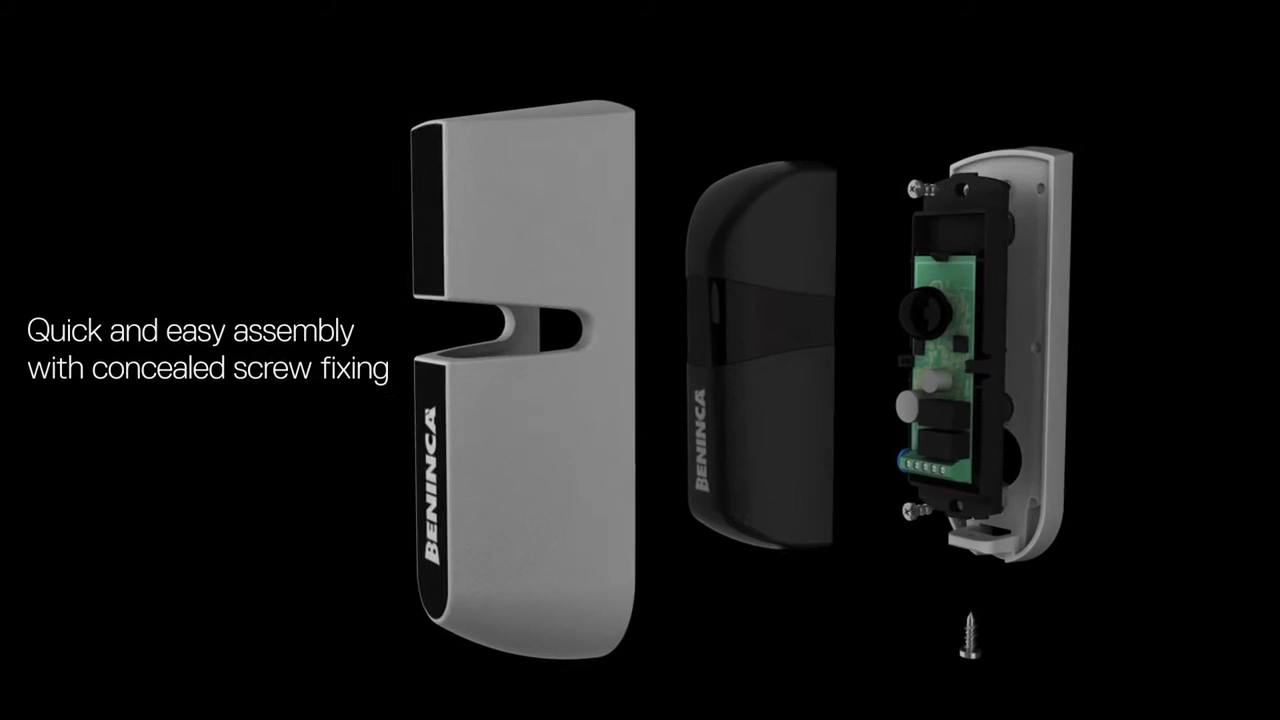 Quick and easy assembly
with concealed screw fixing
BENINCA
BENINCA